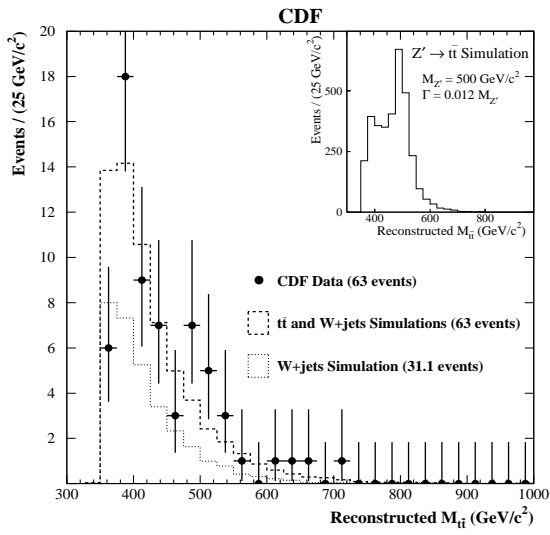 CDF
Events / (25 GeV/c²)
20
18
16
14
12
10
8
6
4
2
300 400 500 600 700 800 900 1000
Reconstructed M_tt̄ (GeV/c²)
Events / (25 GeV/c²)
500
250
0
400 600 800
Reconstructed M_tt̄ (GeV/c²)
Z′ → tt̄ Simulation
M_Z′ = 500 GeV/c²
Γ = 0.012 M_Z′
CDF Data (63 events)
tt̄ and W+jets Simulations (63 events)
W+jets Simulation (31.1 events)